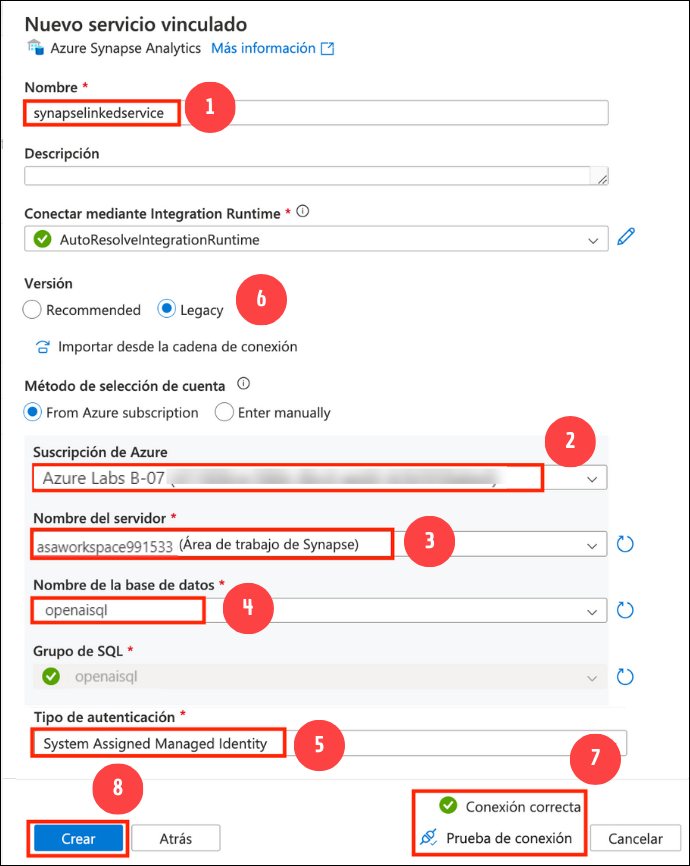 Nuevo servicio vinculado
Azure Synapse Analytics Más información
Nombre *
synapselinkedservice 1
Descripción
Conectar mediante Integration Runtime *
AutoResolveIntegrationRuntime
Versión
Recommended Legacy 6
Importar desde la cadena de conexión
Método de selección de cuenta
From Azure subscription Enter manually
Suscripción de Azure 2
Azure Labs B-07 (
Nombre del servidor *
asaworkspace991533 (Área de trabajo de Synapse) 3
Nombre de la base de datos *
openaisql 4
Grupo de SQL *
openaisql
Tipo de autenticación *
System Assigned Managed Identity 5
7
8
Conexión correcta
Crear Atrás Prueba de conexión Cancelar